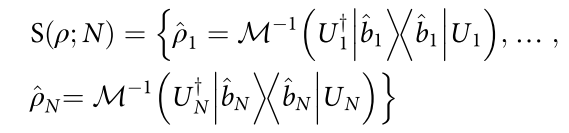 S(ρ; N) = {ρ̂₁ = ℳ⁻¹(U₁†|b̂₁⟩⟨b̂₁|U₁), … ,
ρ̂_N= ℳ⁻¹(U_N†|b̂_N⟩⟨b̂_N|U_N)}